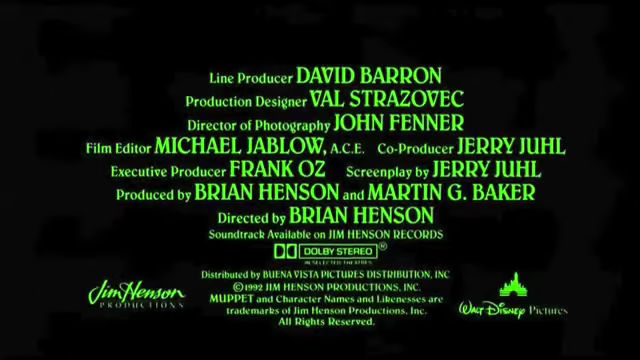 Line Producer DAVID BARRON
Production Designer VAL STRAZOVEC
Director of Photography JOHN FENNER
Film Editor MICHAEL JABLOW, A.C.E. Co-Producer JERRY JUHL
Executive Producer FRANK OZ Screenplay by JERRY JUHL
Produced by BRIAN HENSON and MARTIN G. BAKER
Directed by BRIAN HENSON
Soundtrack Available on JIM HENSON RECORDS
DOLBY STEREO ®
IN SELECTED THEATRES
Distributed by BUENA VISTA PICTURES DISTRIBUTION, INC
©1992 JIM HENSON PRODUCTIONS, INC.
MUPPET and Character Names and Likenesses are
trademarks of Jim Henson Productions, Inc.
All Rights Reserved.
Jim Henson
PRODUCTIONS
WALT DISNEY Pictures